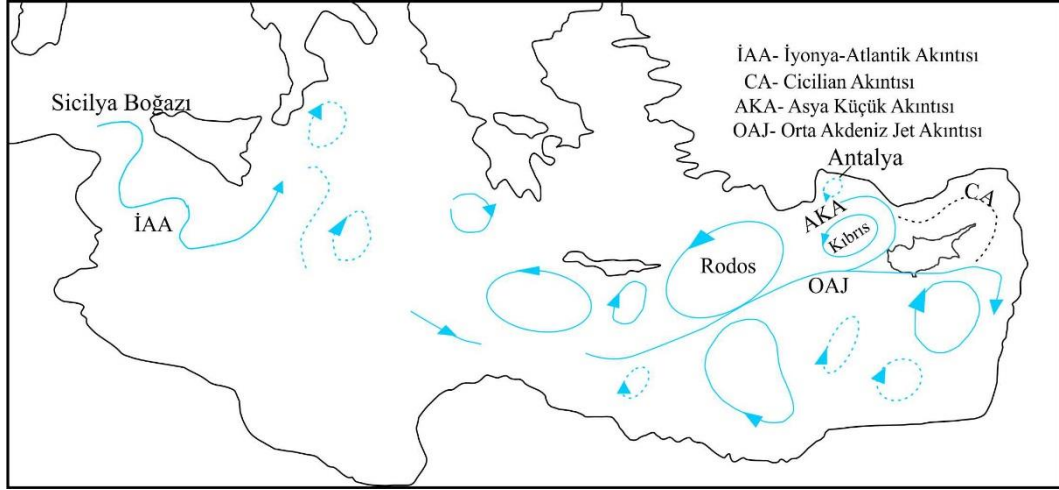 İAA- İyonya-Atlantik Akıntısı
CA- Cicilian Akıntısı
AKA- Asya Küçük Akıntısı
OAJ- Orta Akdeniz Jet Akıntısı
Sicilya Boğazı
Antalya
CA
AKA
İAA
Kıbrıs
Rodos
OAJ